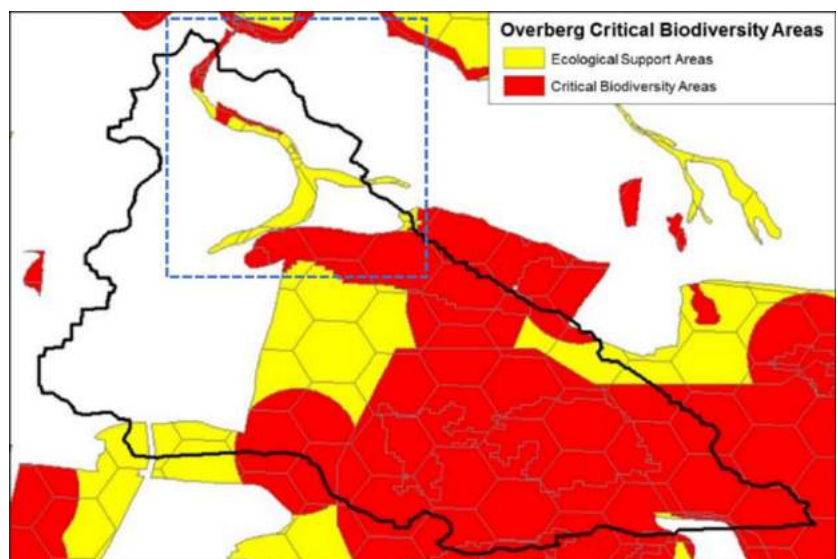 Overberg Critical Biodiversity Areas
Ecological Support Areas
Critical Biodiversity Areas